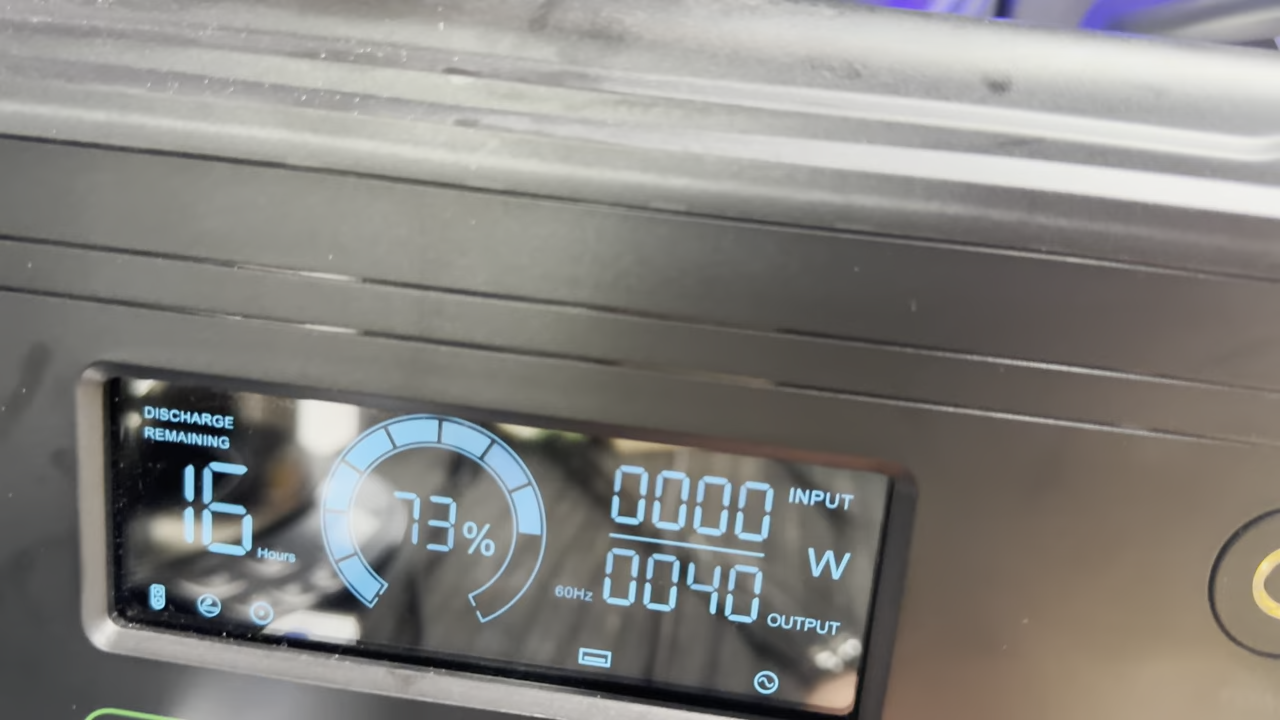 DISCHARGE
REMAINING
16 Hours
73%
0000 INPUT
W
60Hz 0040 OUTPUT